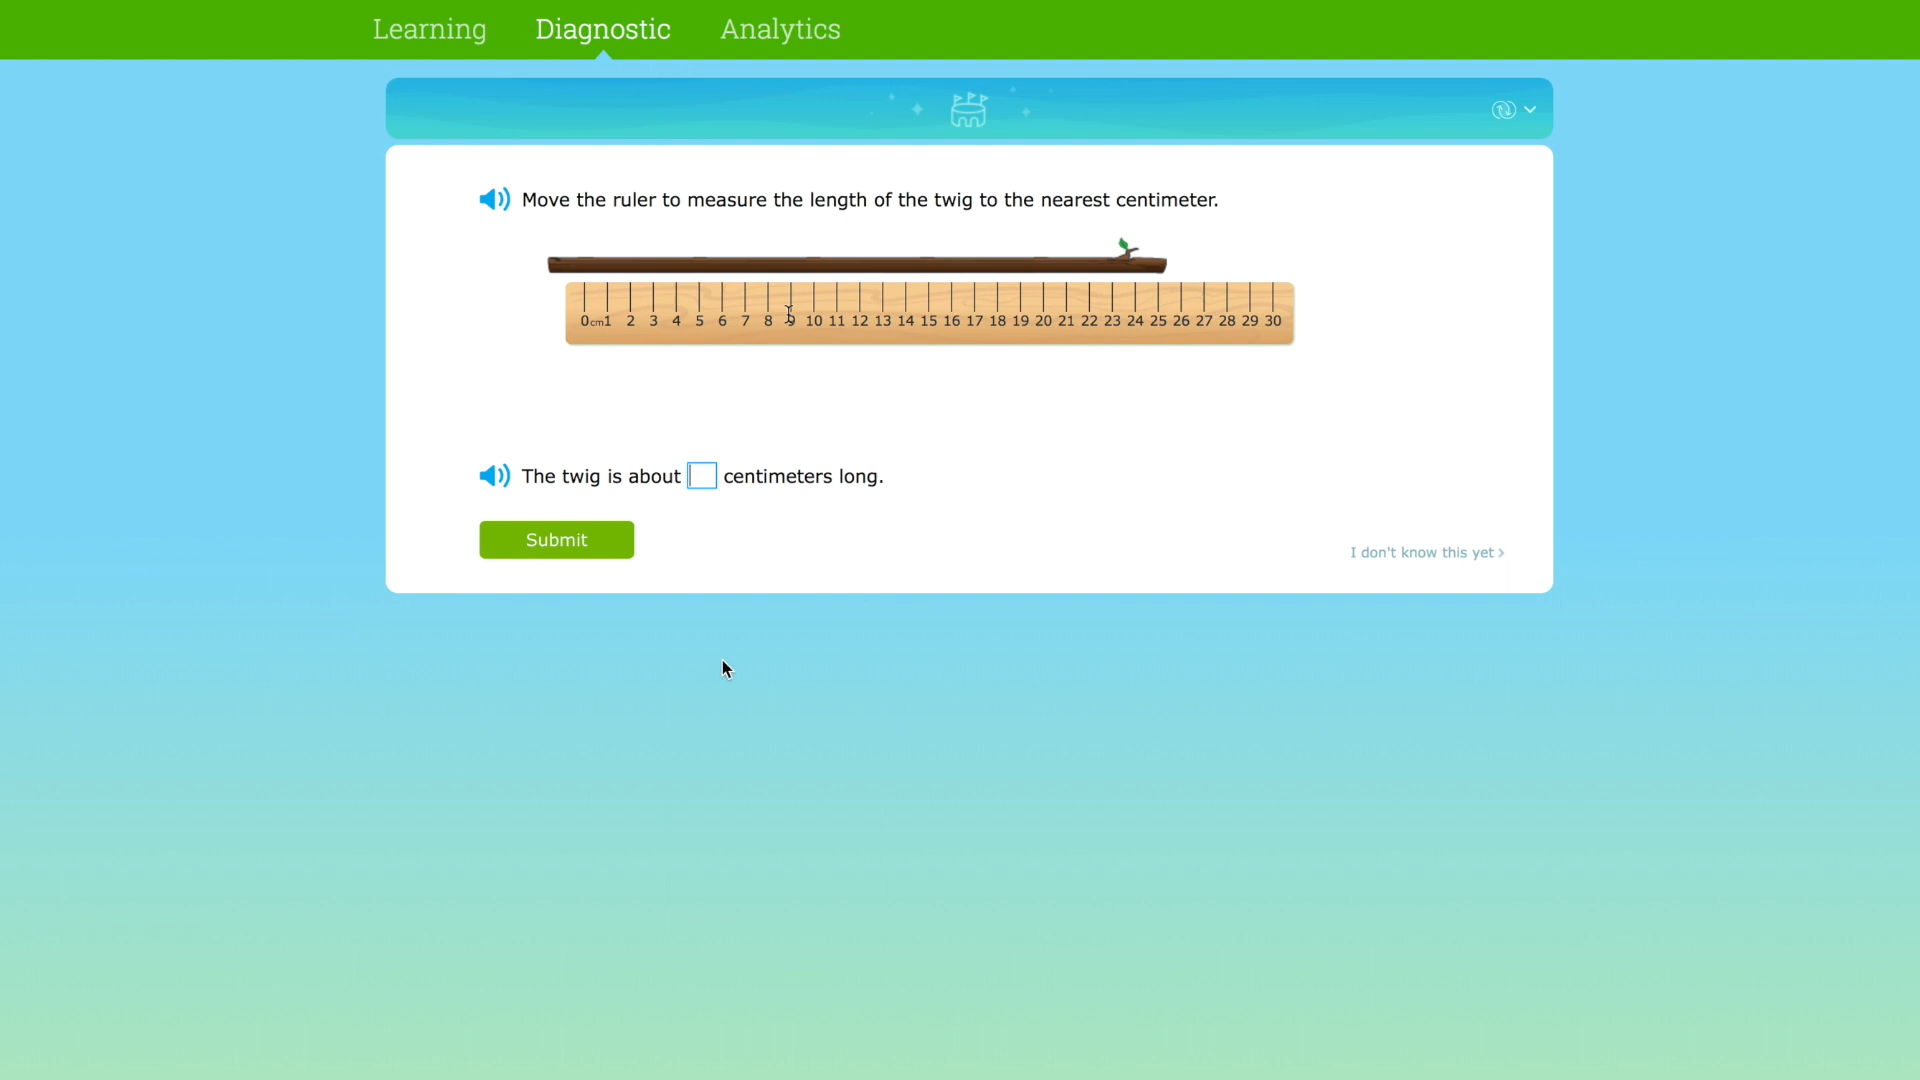 Learning Diagnostic Analytics
Move the ruler to measure the length of the twig to the nearest centimeter.
0cm 1 2 3 4 5 6 7 8 9 10 11 12 13 14 15 16 17 18 19 20 21 22 23 24 25 26 27 28 29 30
The twig is about centimeters long.
Submit
I don't know this yet >